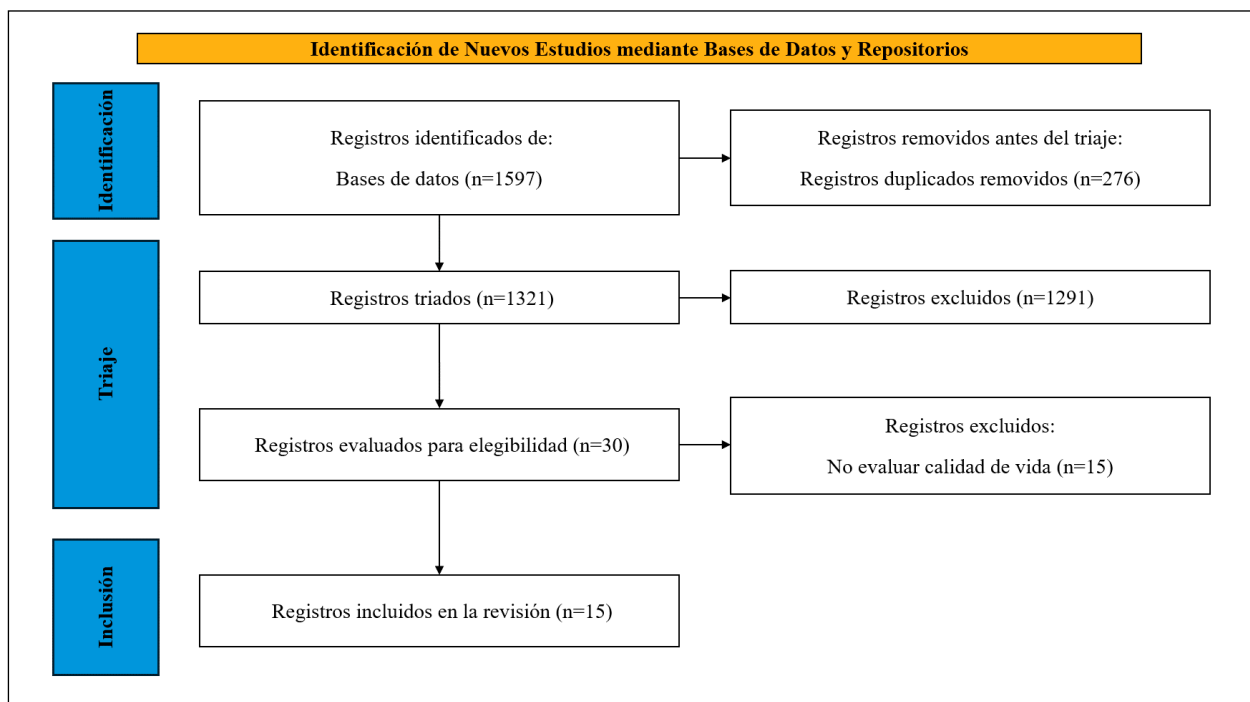 Identificación de Nuevos Estudios mediante Bases de Datos y Repositorios
Identificación
Registros identificados de:
Bases de datos (n=1597)
Registros removidos antes del triaje:
Registros duplicados removidos (n=276)
Triaje
Registros triados (n=1321)
Registros excluidos (n=1291)
Registros evaluados para elegibilidad (n=30)
Registros excluidos:
No evaluar calidad de vida (n=15)
Inclusión
Registros incluidos en la revisión (n=15)